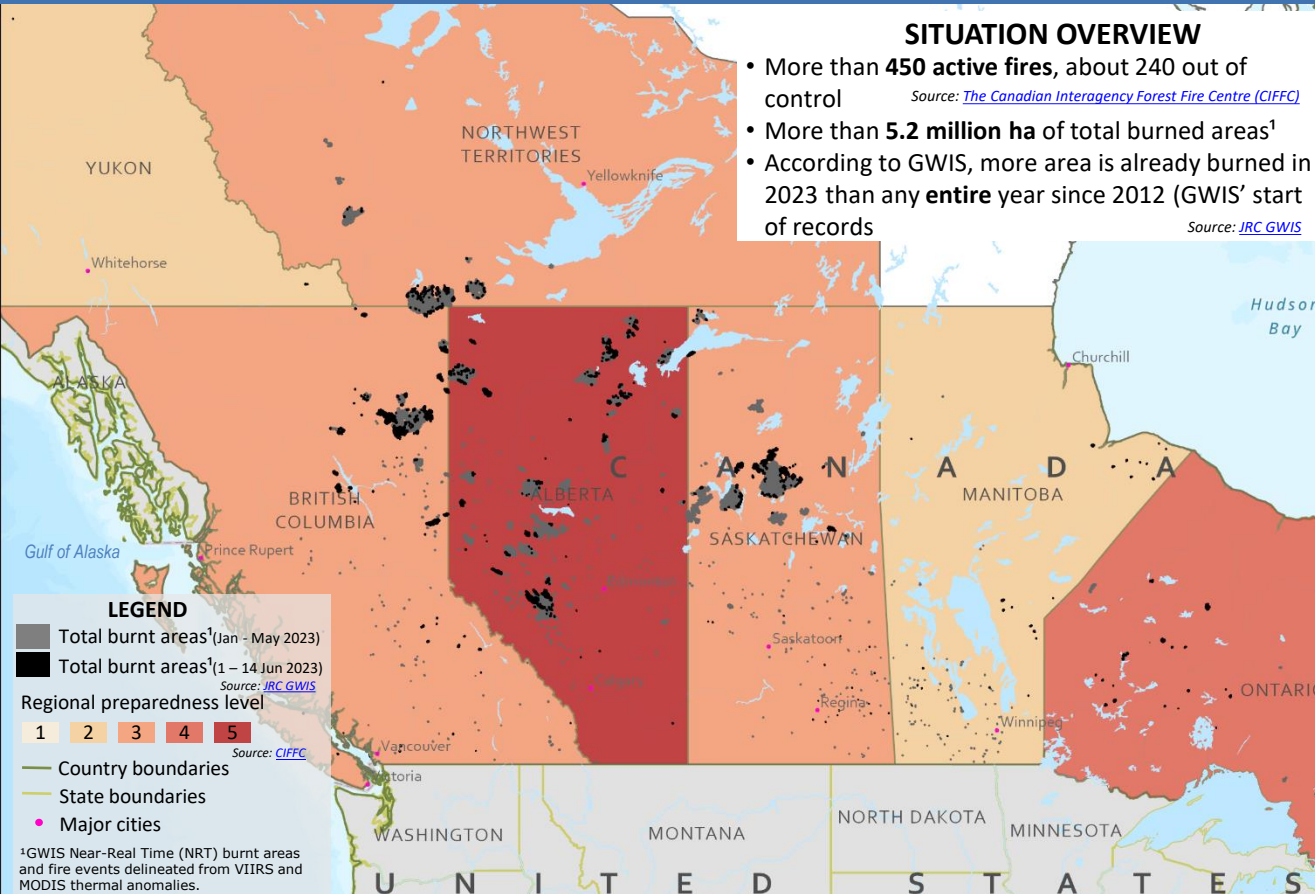 SITUATION OVERVIEW
• More than 450 active fires, about 240 out of
control Source: The Canadian Interagency Forest Fire Centre (CIFFC)
• More than 5.2 million ha of total burned areas¹
• According to GWIS, more area is already burned in
2023 than any entire year since 2012 (GWIS' start
of records Source: JRC GWIS
NORTHWEST
TERRITORIES
YUKON
Yellowknife
Whitehorse
Hudson
Bay
Churchill
ALASKA
C A N A D A
BRITISH
COLUMBIA
ALBERTA
MANITOBA
SASKATCHEWAN
Gulf of Alaska
Prince Rupert
Edmonton
Saskatoon
Calgary
Regina
ONTARIO
Winnipeg
Vancouver
Victoria
LEGEND
Total burnt areas¹(Jan - May 2023)
Total burnt areas¹(1 – 14 Jun 2023)
Source: JRC GWIS
Regional preparedness level
1 2 3 4 5
Source: CIFFC
Country boundaries
State boundaries
Major cities
¹GWIS Near-Real Time (NRT) burnt areas
and fire events delineated from VIIRS and
MODIS thermal anomalies.
WASHINGTON
MONTANA
NORTH DAKOTA
MINNESOTA
U N I T E D S T A T E S